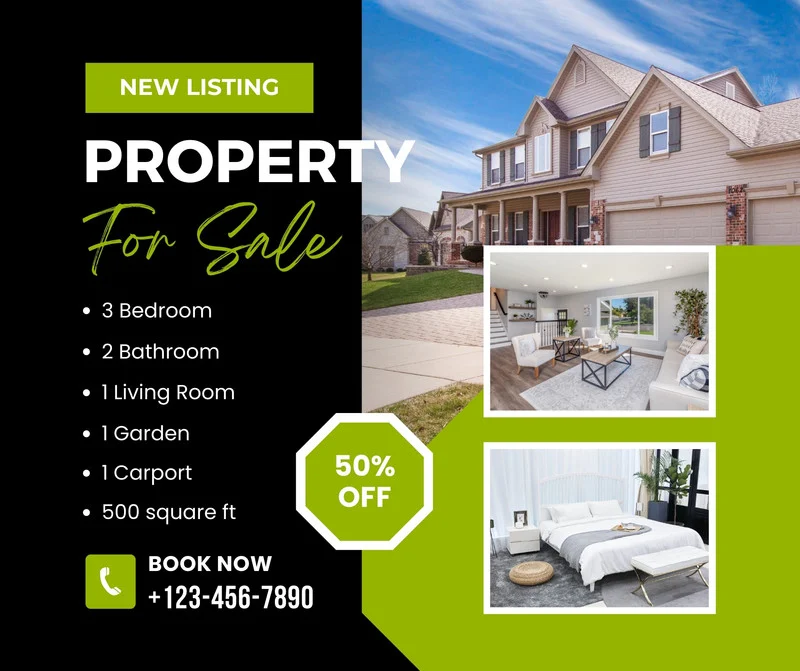 NEW LISTING
PROPERTY
For Sale
• 3 Bedroom
• 2 Bathroom
• 1 Living Room
• 1 Garden
• 1 Carport
• 500 square ft
50%
OFF
BOOK NOW
+123-456-7890